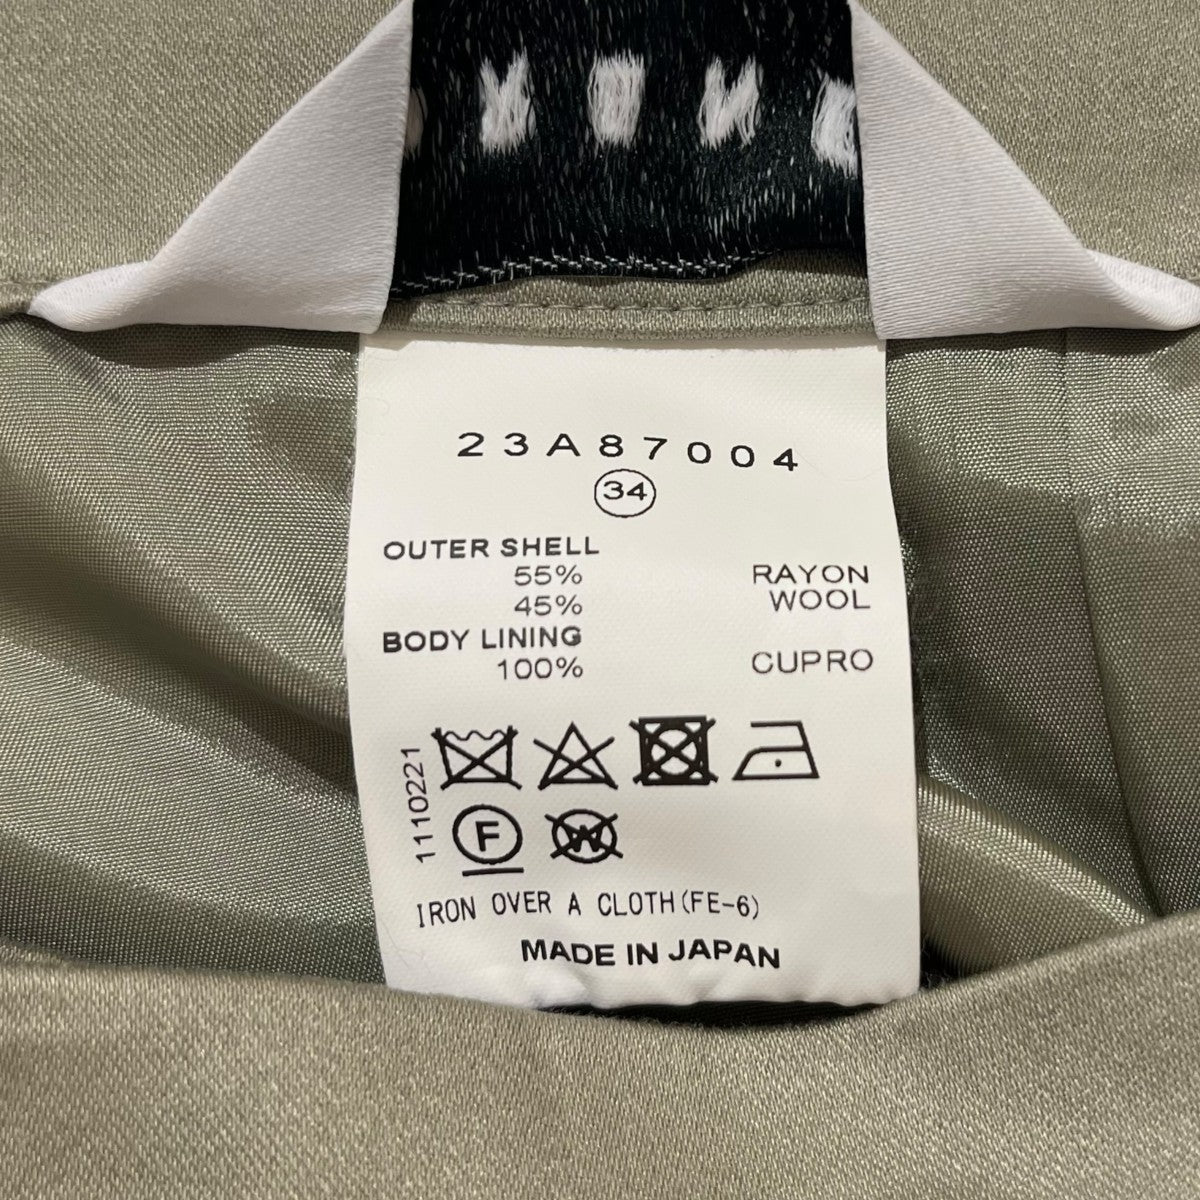 23A87004
34
OUTER SHELL
55% RAYON
45% WOOL
BODY LINING
100% CUPRO
1110221
F
W
IRON OVER A CLOTH(FE-6)
MADE IN JAPAN